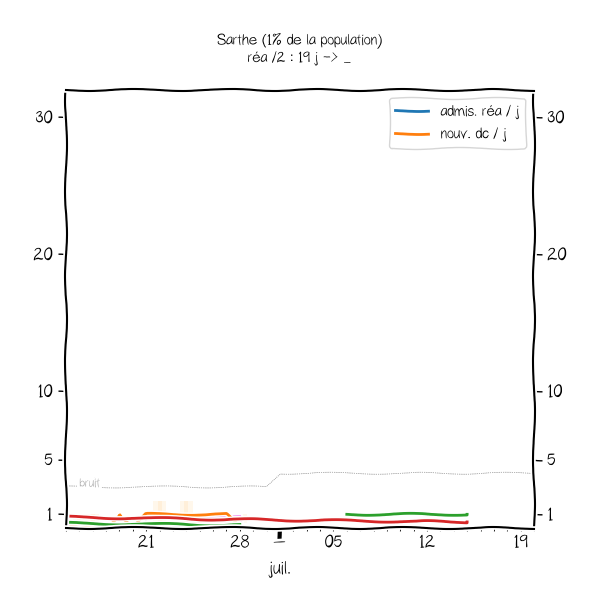 Sarthe (1% de la population)
réa /2 : 19 j -> _
admis. réa / j
nouv. dc / j
30 30
20 20
10 10
5 5
bruit
1 1
21 28 05 12 19
juil.